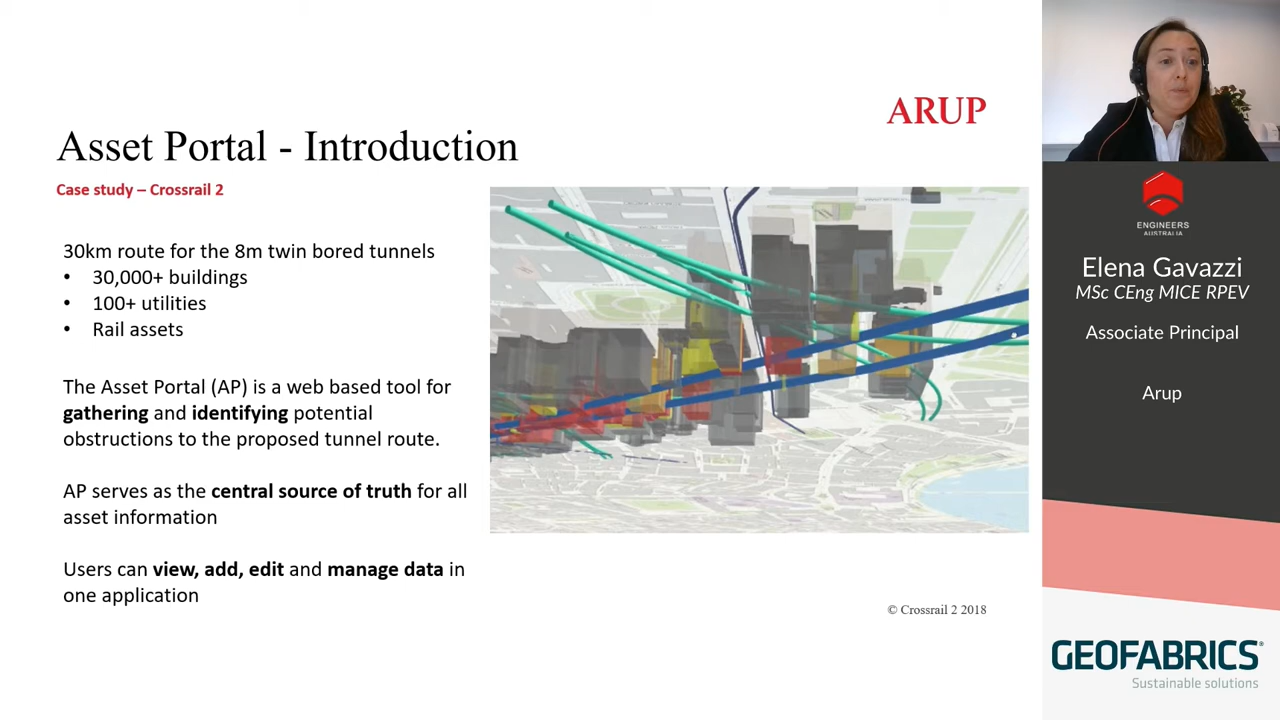 ARUP
Asset Portal - Introduction
Case study – Crossrail 2
30km route for the 8m twin bored tunnels
• 30,000+ buildings
• 100+ utilities
• Rail assets
The Asset Portal (AP) is a web based tool for
gathering and identifying potential
obstructions to the proposed tunnel route.
AP serves as the central source of truth for all
asset information
Users can view, add, edit and manage data in
one application
© Crossrail 2 2018
ENGINEERS
AUSTRALIA
Elena Gavazzi
MSc CEng MICE RPEV
Associate Principal
Arup
GEOFABRICS®
Sustainable solutions